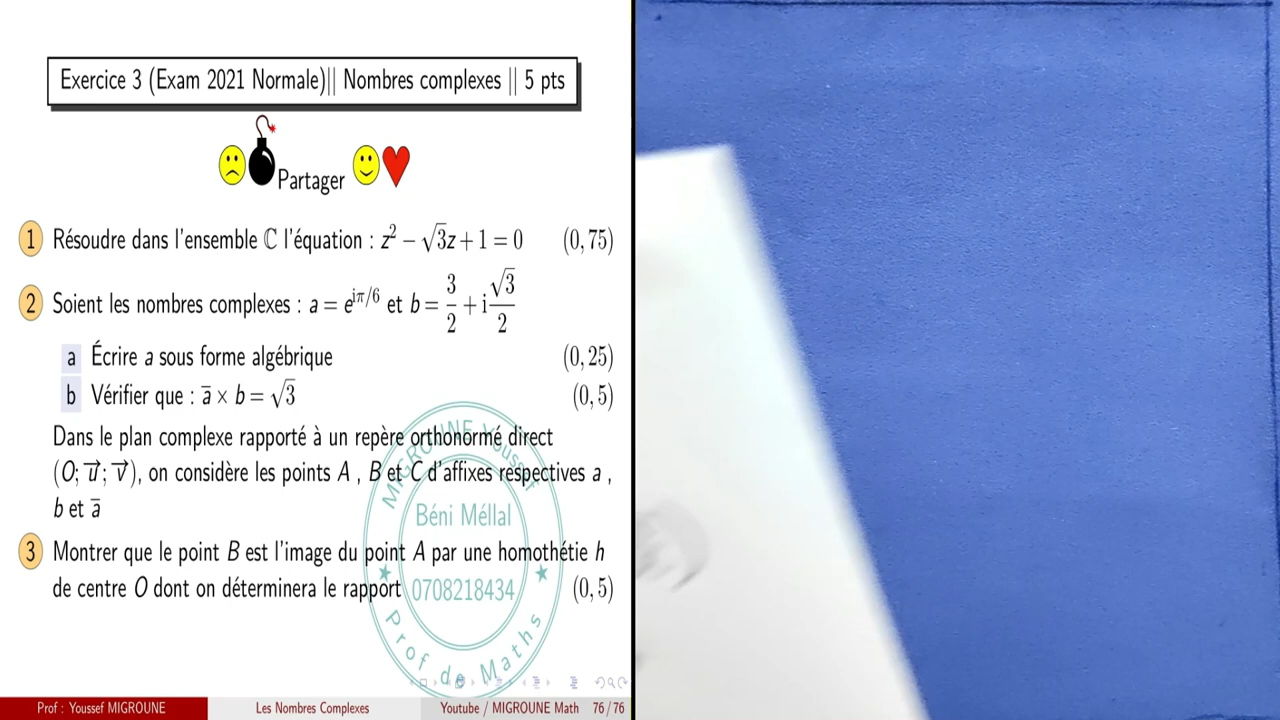 Exercice 3 (Exam 2021 Normale)|| Nombres complexes || 5 pts
Partager
1 Résoudre dans l'ensemble ℂ l'équation : z² − √3z + 1 = 0 (0, 75)
2 Soient les nombres complexes : a = e^{iπ/6} et b = 3/2 + i√3/2
a Écrire a sous forme algébrique (0, 25)
b Vérifier que : a̅ × b = √3 (0, 5)
Dans le plan complexe rapporté à un repère orthonormé direct
(O; u⃗; v⃗), on considère les points A , B et C d'affixes respectives a ,
b et a̅
3 Montrer que le point B est l'image du point A par une homothétie h
de centre O dont on déterminera le rapport (0, 5)
MIGROUNE Youssef
Béni Méllal
0708218434
Prof de Maths
Prof : Youssef MIGROUNE Les Nombres Complexes Youtube / MIGROUNE Math 76 / 76